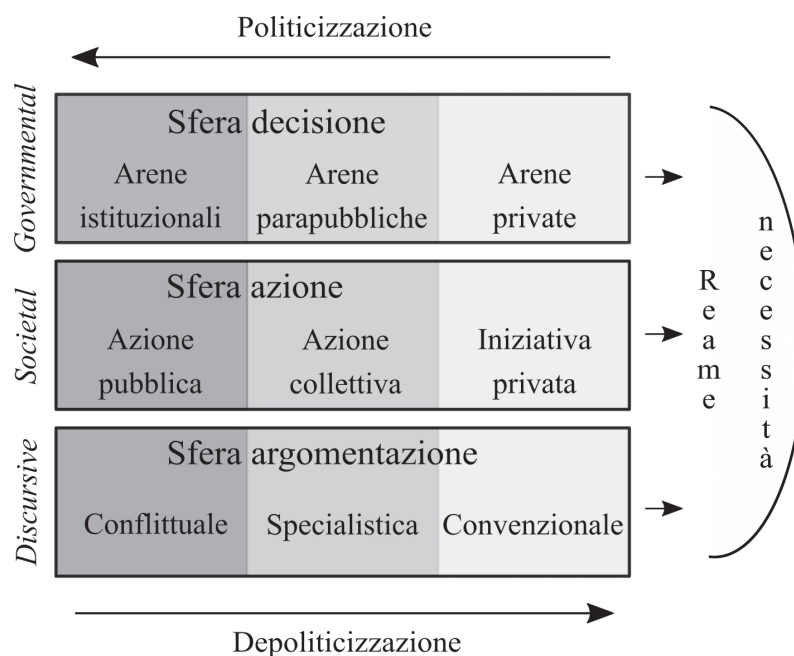 Politicizzazione
Governmental
Sfera decisione
Arene istituzionali
Arene parapubbliche
Arene private
Societal
Sfera azione
Azione pubblica
Azione collettiva
Iniziativa privata
Discursive
Sfera argomentazione
Conflittuale
Specialistica
Convenzionale
Reame
necessità
Depoliticizzazione